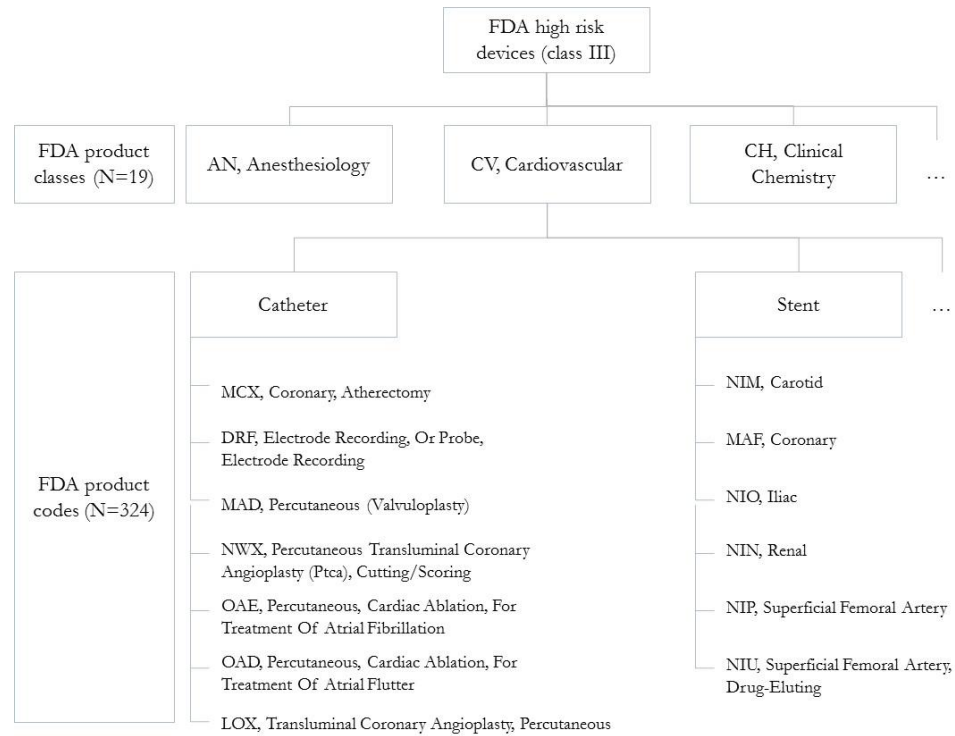 FDA high risk
devices (class III)
FDA product
classes (N=19)
AN, Anesthesiology
CV, Cardiovascular
CH, Clinical
Chemistry
...
FDA product
codes (N=324)
Catheter
MCX, Coronary, Atherectomy
DRF, Electrode Recording, Or Probe,
Electrode Recording
MAD, Percutaneous (Valvuloplasty)
NWX, Percutaneous Transluminal Coronary
Angioplasty (Ptca), Cutting/Scoring
OAE, Percutaneous, Cardiac Ablation, For
Treatment Of Atrial Fibrillation
OAD, Percutaneous, Cardiac Ablation, For
Treatment Of Atrial Flutter
LOX, Transluminal Coronary Angioplasty, Percutaneous
Stent
NIM, Carotid
MAF, Coronary
NIO, Iliac
NIN, Renal
NIP, Superficial Femoral Artery
NIU, Superficial Femoral Artery,
Drug-Eluting
...